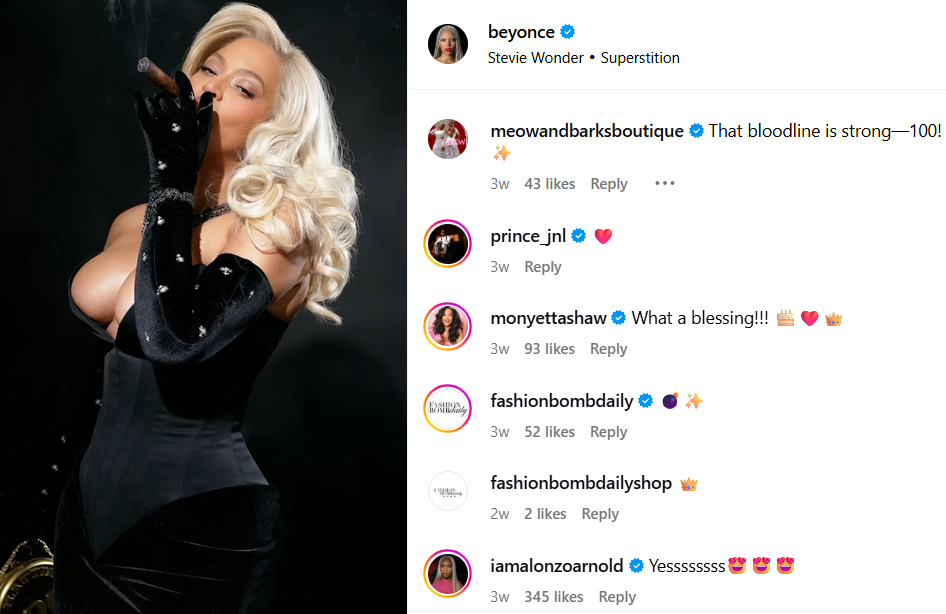 beyonce
Stevie Wonder • Superstition
meowandbarksboutique That bloodline is strong—100!
✨
3w 43 likes Reply •••
prince_jnl ❤️
3w Reply
monyettashaw What a blessing!!! 🎂 ❤️ 👑
3w 93 likes Reply
fashionbombdaily 💣 ✨
FASHION
BOMBdaily
3w 52 likes Reply
fashionbombdailyshop 👑
2w 2 likes Reply
iamalonzoarnold Yessssssss😍 😍 😍
3w 345 likes Reply